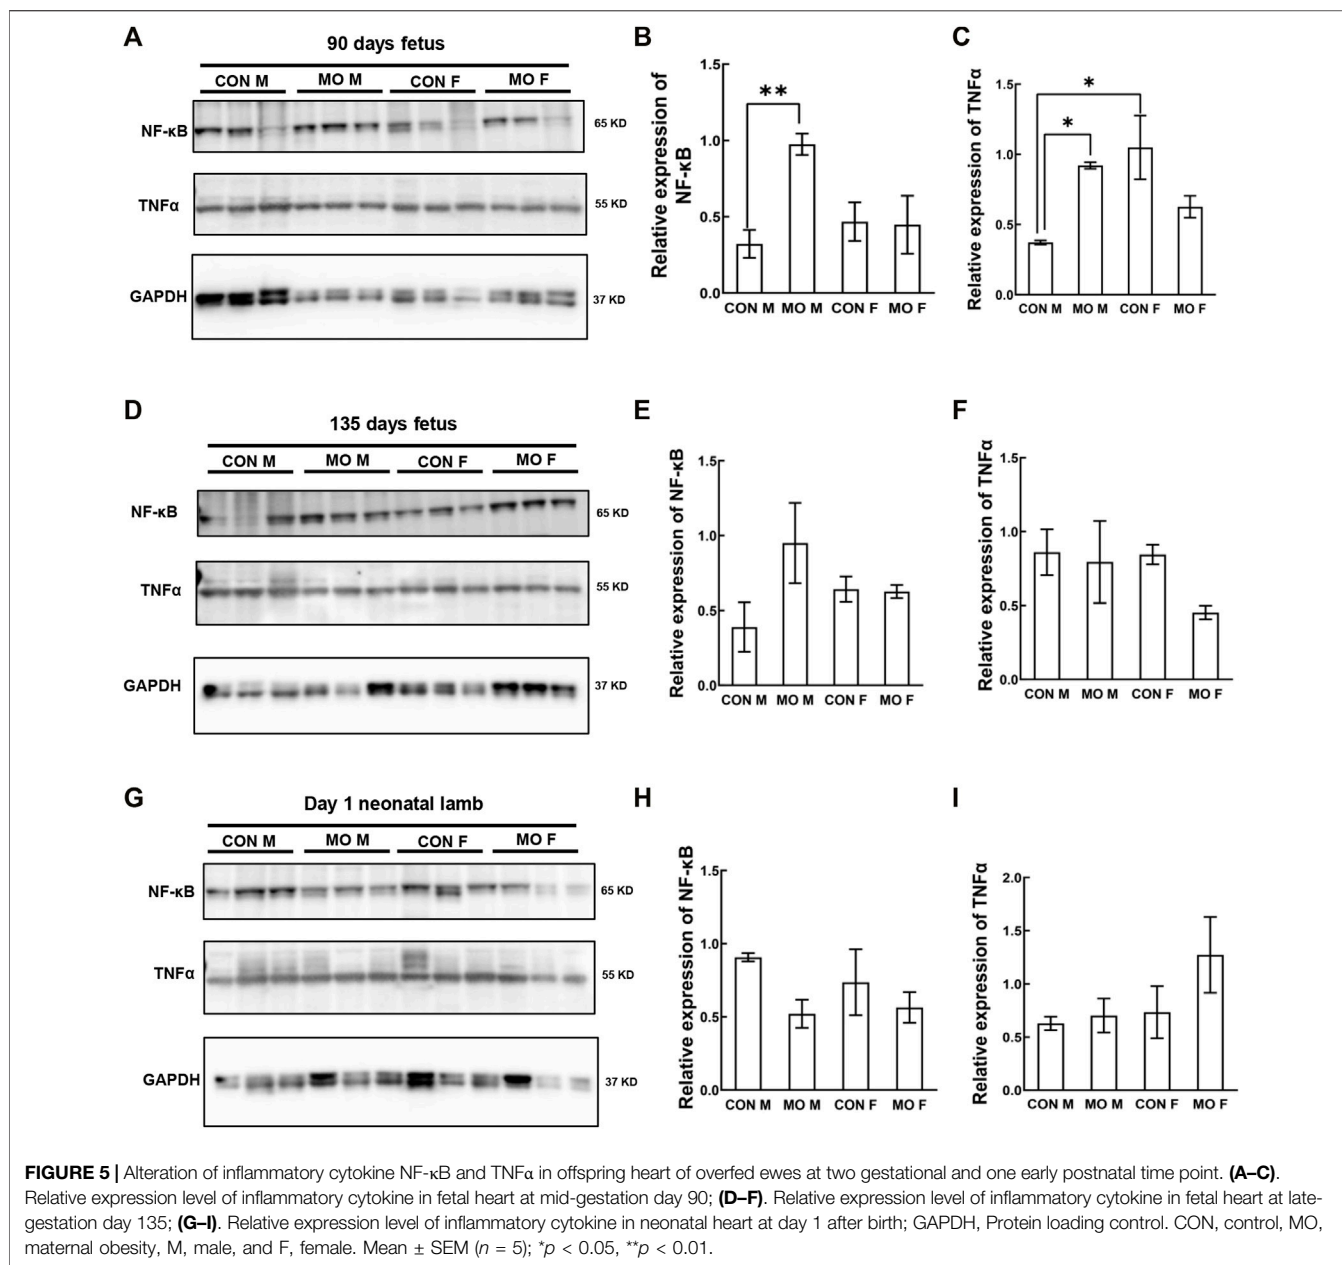 A
90 days fetus
CON M MO M CON F MO F
NF-κB 65 KD
TNFα 55 KD
GAPDH 37 KD
B
Relative expression of
NF-κB
1.5
1.0
0.5
0.0
**
CON M MO M CON F MO F
C
Relative expression of TNFα
1.5
1.0
0.5
0.0
*
*
CON M MO M CON F MO F
D
135 days fetus
CON M MO M CON F MO F
NF-κB 65 KD
TNFα 55 KD
GAPDH 37 KD
E
Relative expression of NF-κB
1.5
1.0
0.5
0.0
CON M MO M CON F MO F
F
Relative expression of TNFα
1.5
1.0
0.5
0.0
CON M MO M CON F MO F
G
Day 1 neonatal lamb
CON M MO M CON F MO F
NF-κB 65 KD
TNFα 55 KD
GAPDH 37 KD
H
Relative expression of NF-κB
1.5
1.0
0.5
0.0
CON M MO M CON F MO F
I
Relative expression of TNFα
2.0
1.5
1.0
0.5
0.0
CON M MO M CON F MO F
FIGURE 5 | Alteration of inflammatory cytokine NF-κB and TNFα in offspring heart of overfed ewes at two gestational and one early postnatal time point. (A–C).
Relative expression level of inflammatory cytokine in fetal heart at mid-gestation day 90; (D–F). Relative expression level of inflammatory cytokine in fetal heart at late-
gestation day 135; (G–I). Relative expression level of inflammatory cytokine in neonatal heart at day 1 after birth; GAPDH, Protein loading control. CON, control, MO,
maternal obesity, M, male, and F, female. Mean ± SEM (n = 5); *p < 0.05, **p < 0.01.